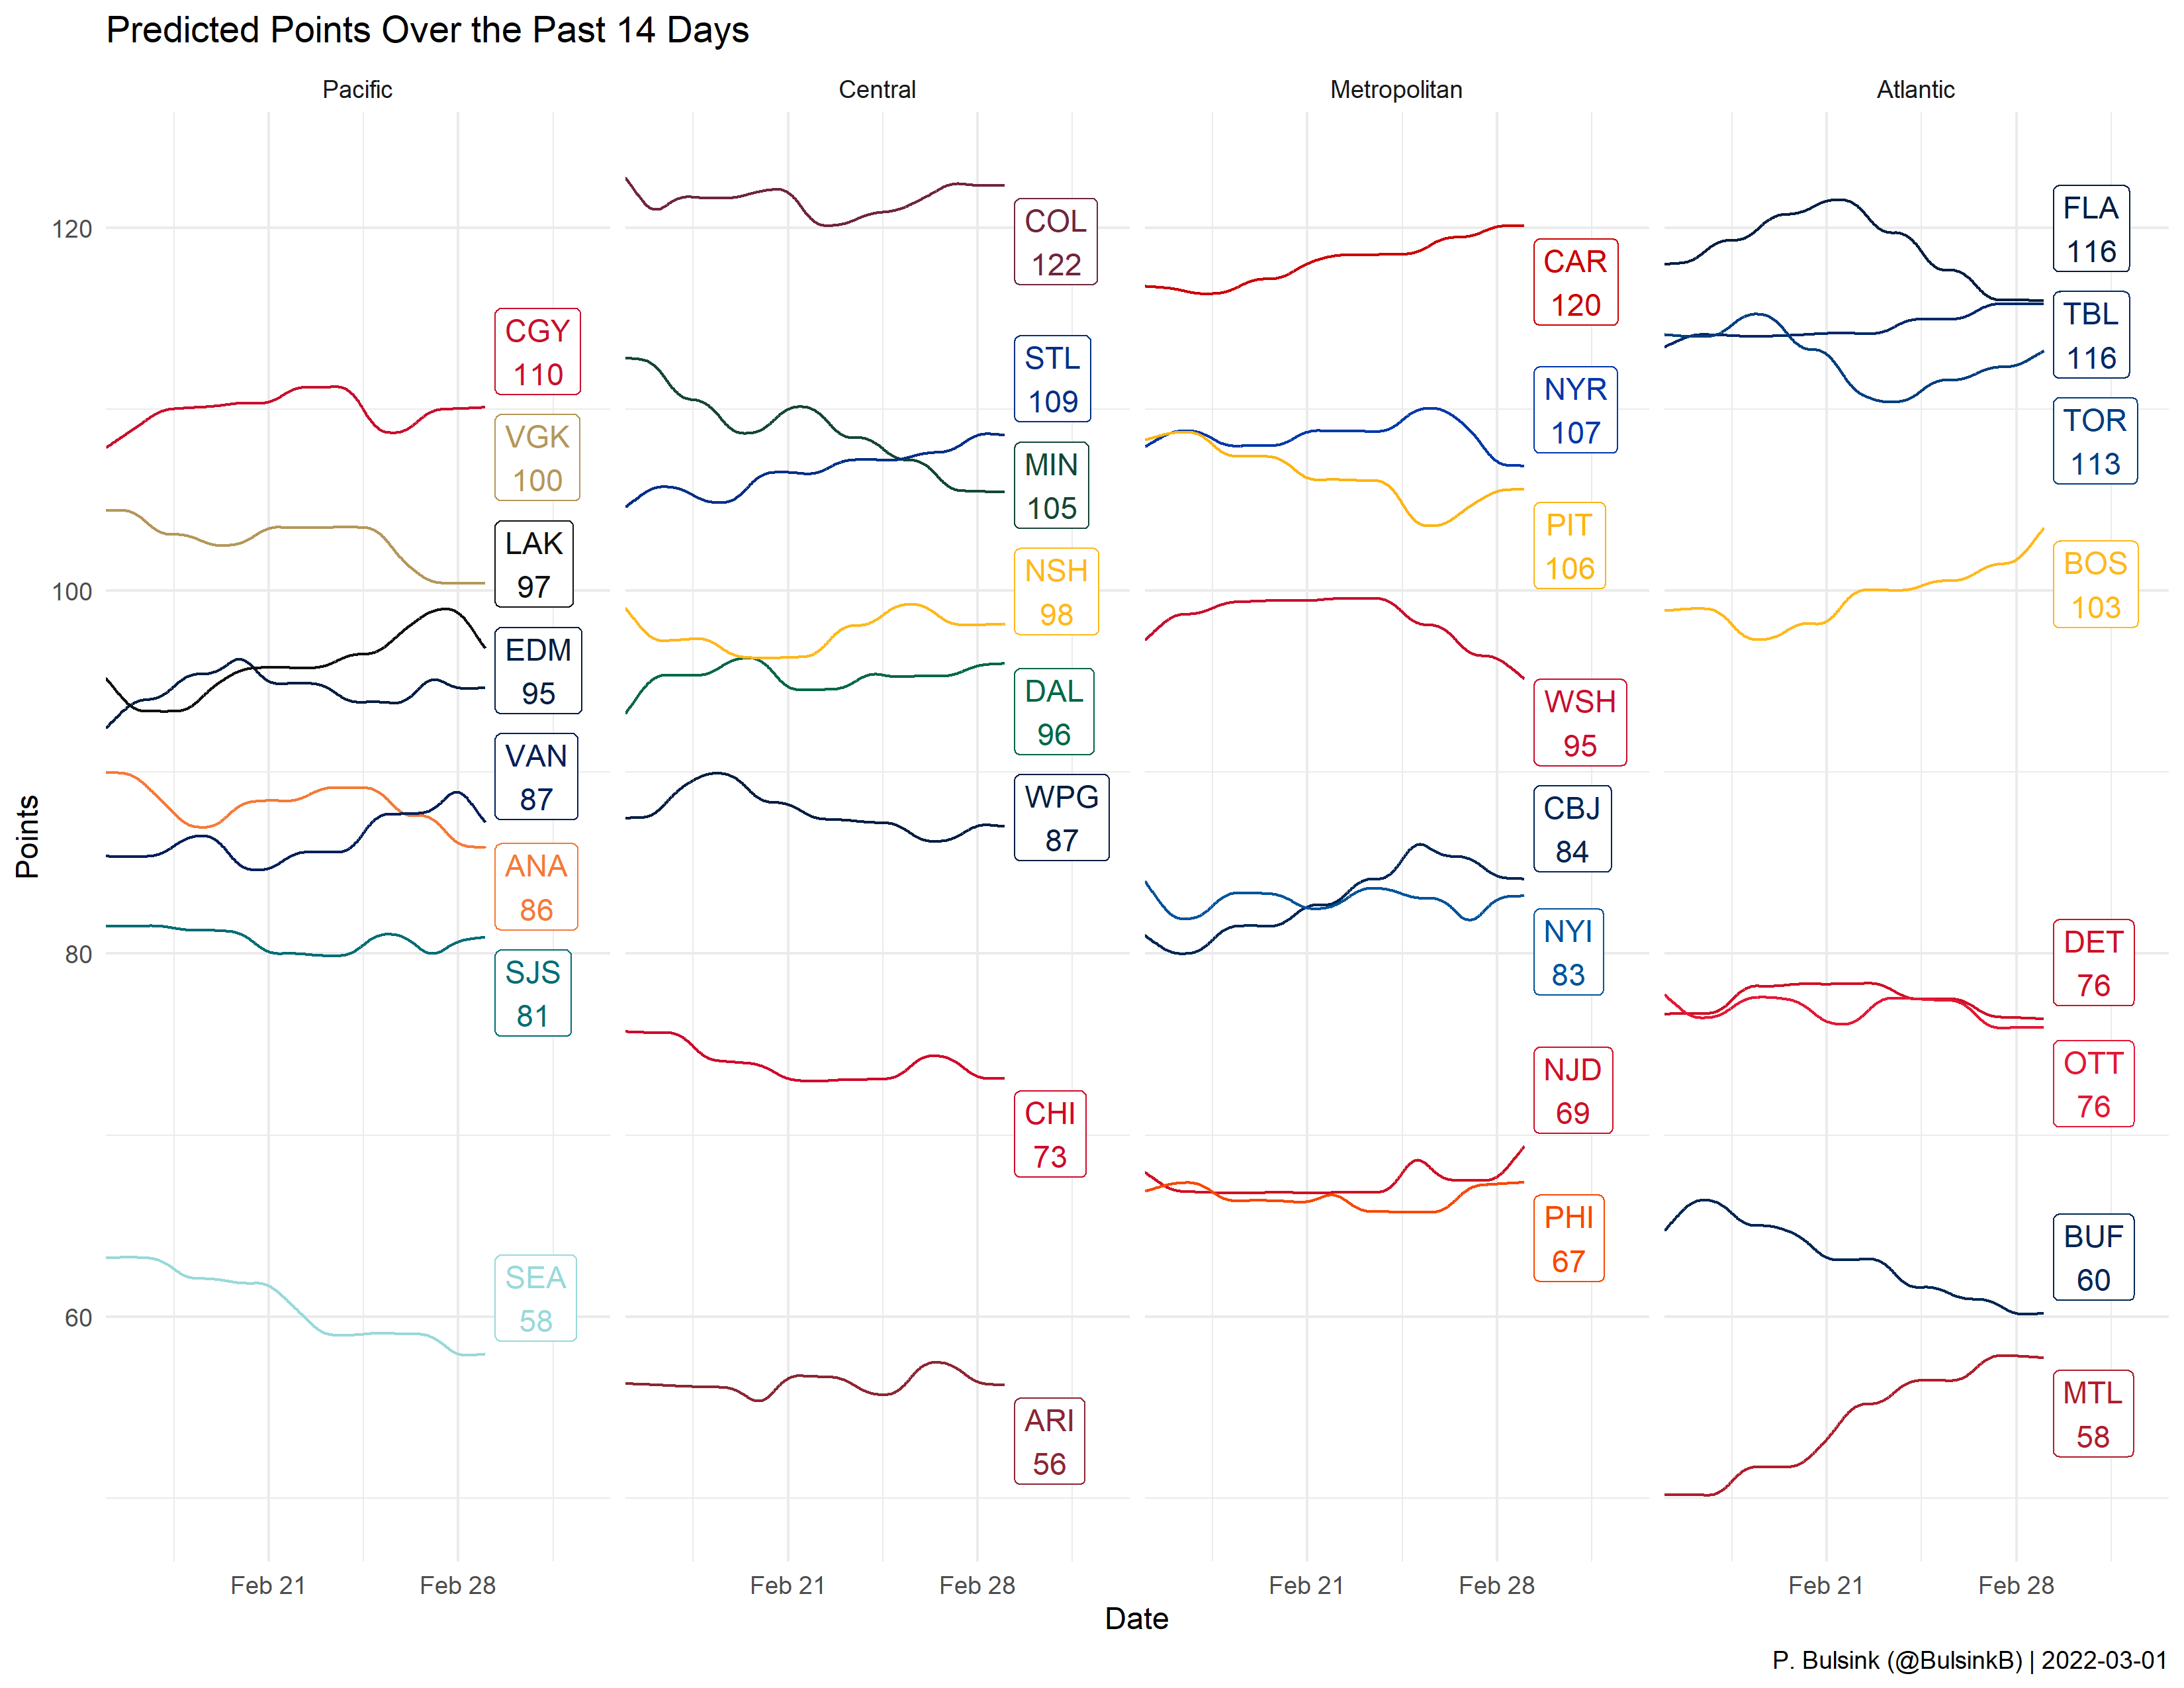 Predicted Points Over the Past 14 Days
Pacific
Central
Metropolitan
Atlantic
Points
120
100
80
60
CGY
110
VGK
100
LAK
97
EDM
95
VAN
87
ANA
86
SJS
81
SEA
58
COL
122
STL
109
MIN
105
NSH
98
DAL
96
WPG
87
CHI
73
ARI
56
CAR
120
NYR
107
PIT
106
WSH
95
CBJ
84
NYI
83
NJD
69
PHI
67
FLA
116
TBL
116
TOR
113
BOS
103
DET
76
OTT
76
BUF
60
MTL
58
Feb 21
Feb 28
Feb 21
Feb 28
Feb 21
Feb 28
Feb 21
Feb 28
Date
P. Bulsink (@BulsinkB) | 2022-03-01